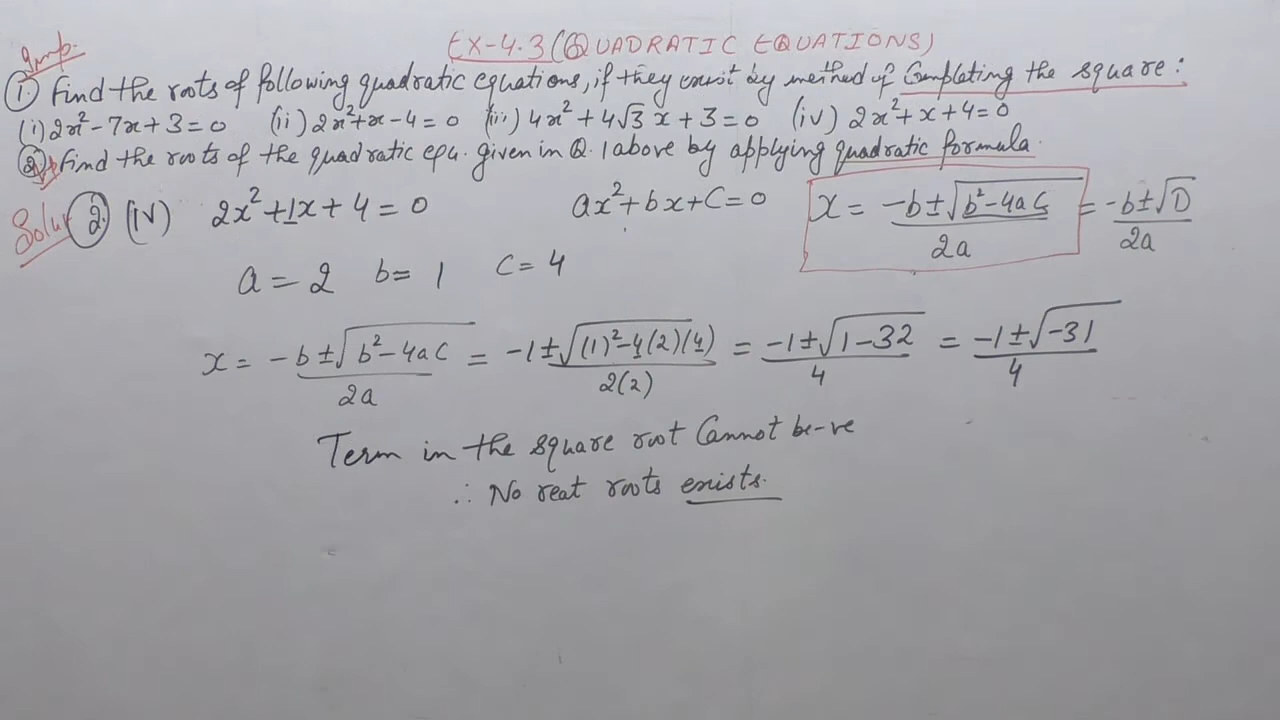 EX-4.3 (QUADRATIC EQUATIONS)
Imp.
① Find the roots of following quadratic equations, if they exist by method of Completing the square:
(i) 2x² - 7x + 3 = 0 (ii) 2x² + x - 4 = 0 (iii) 4x² + 4√3 x + 3 = 0 (iv) 2x² + x + 4 = 0
② Find the roots of the quadratic equ. given in Q. 1 above by applying quadratic formula.
Solu. ② (iv) 2x² + 1x + 4 = 0 ax² + bx + C = 0 x = (-b ± √(b² - 4aC))/2a = (-b ± √D)/2a
a = 2 b = 1 C = 4
x = (-b ± √(b² - 4aC))/2a = (-1 ± √((1)² - 4(2)(4)))/2(2) = (-1 ± √(1 - 32))/4 = (-1 ± √(-31))/4
Term in the square root Cannot be -ve
∴ No real roots exists.